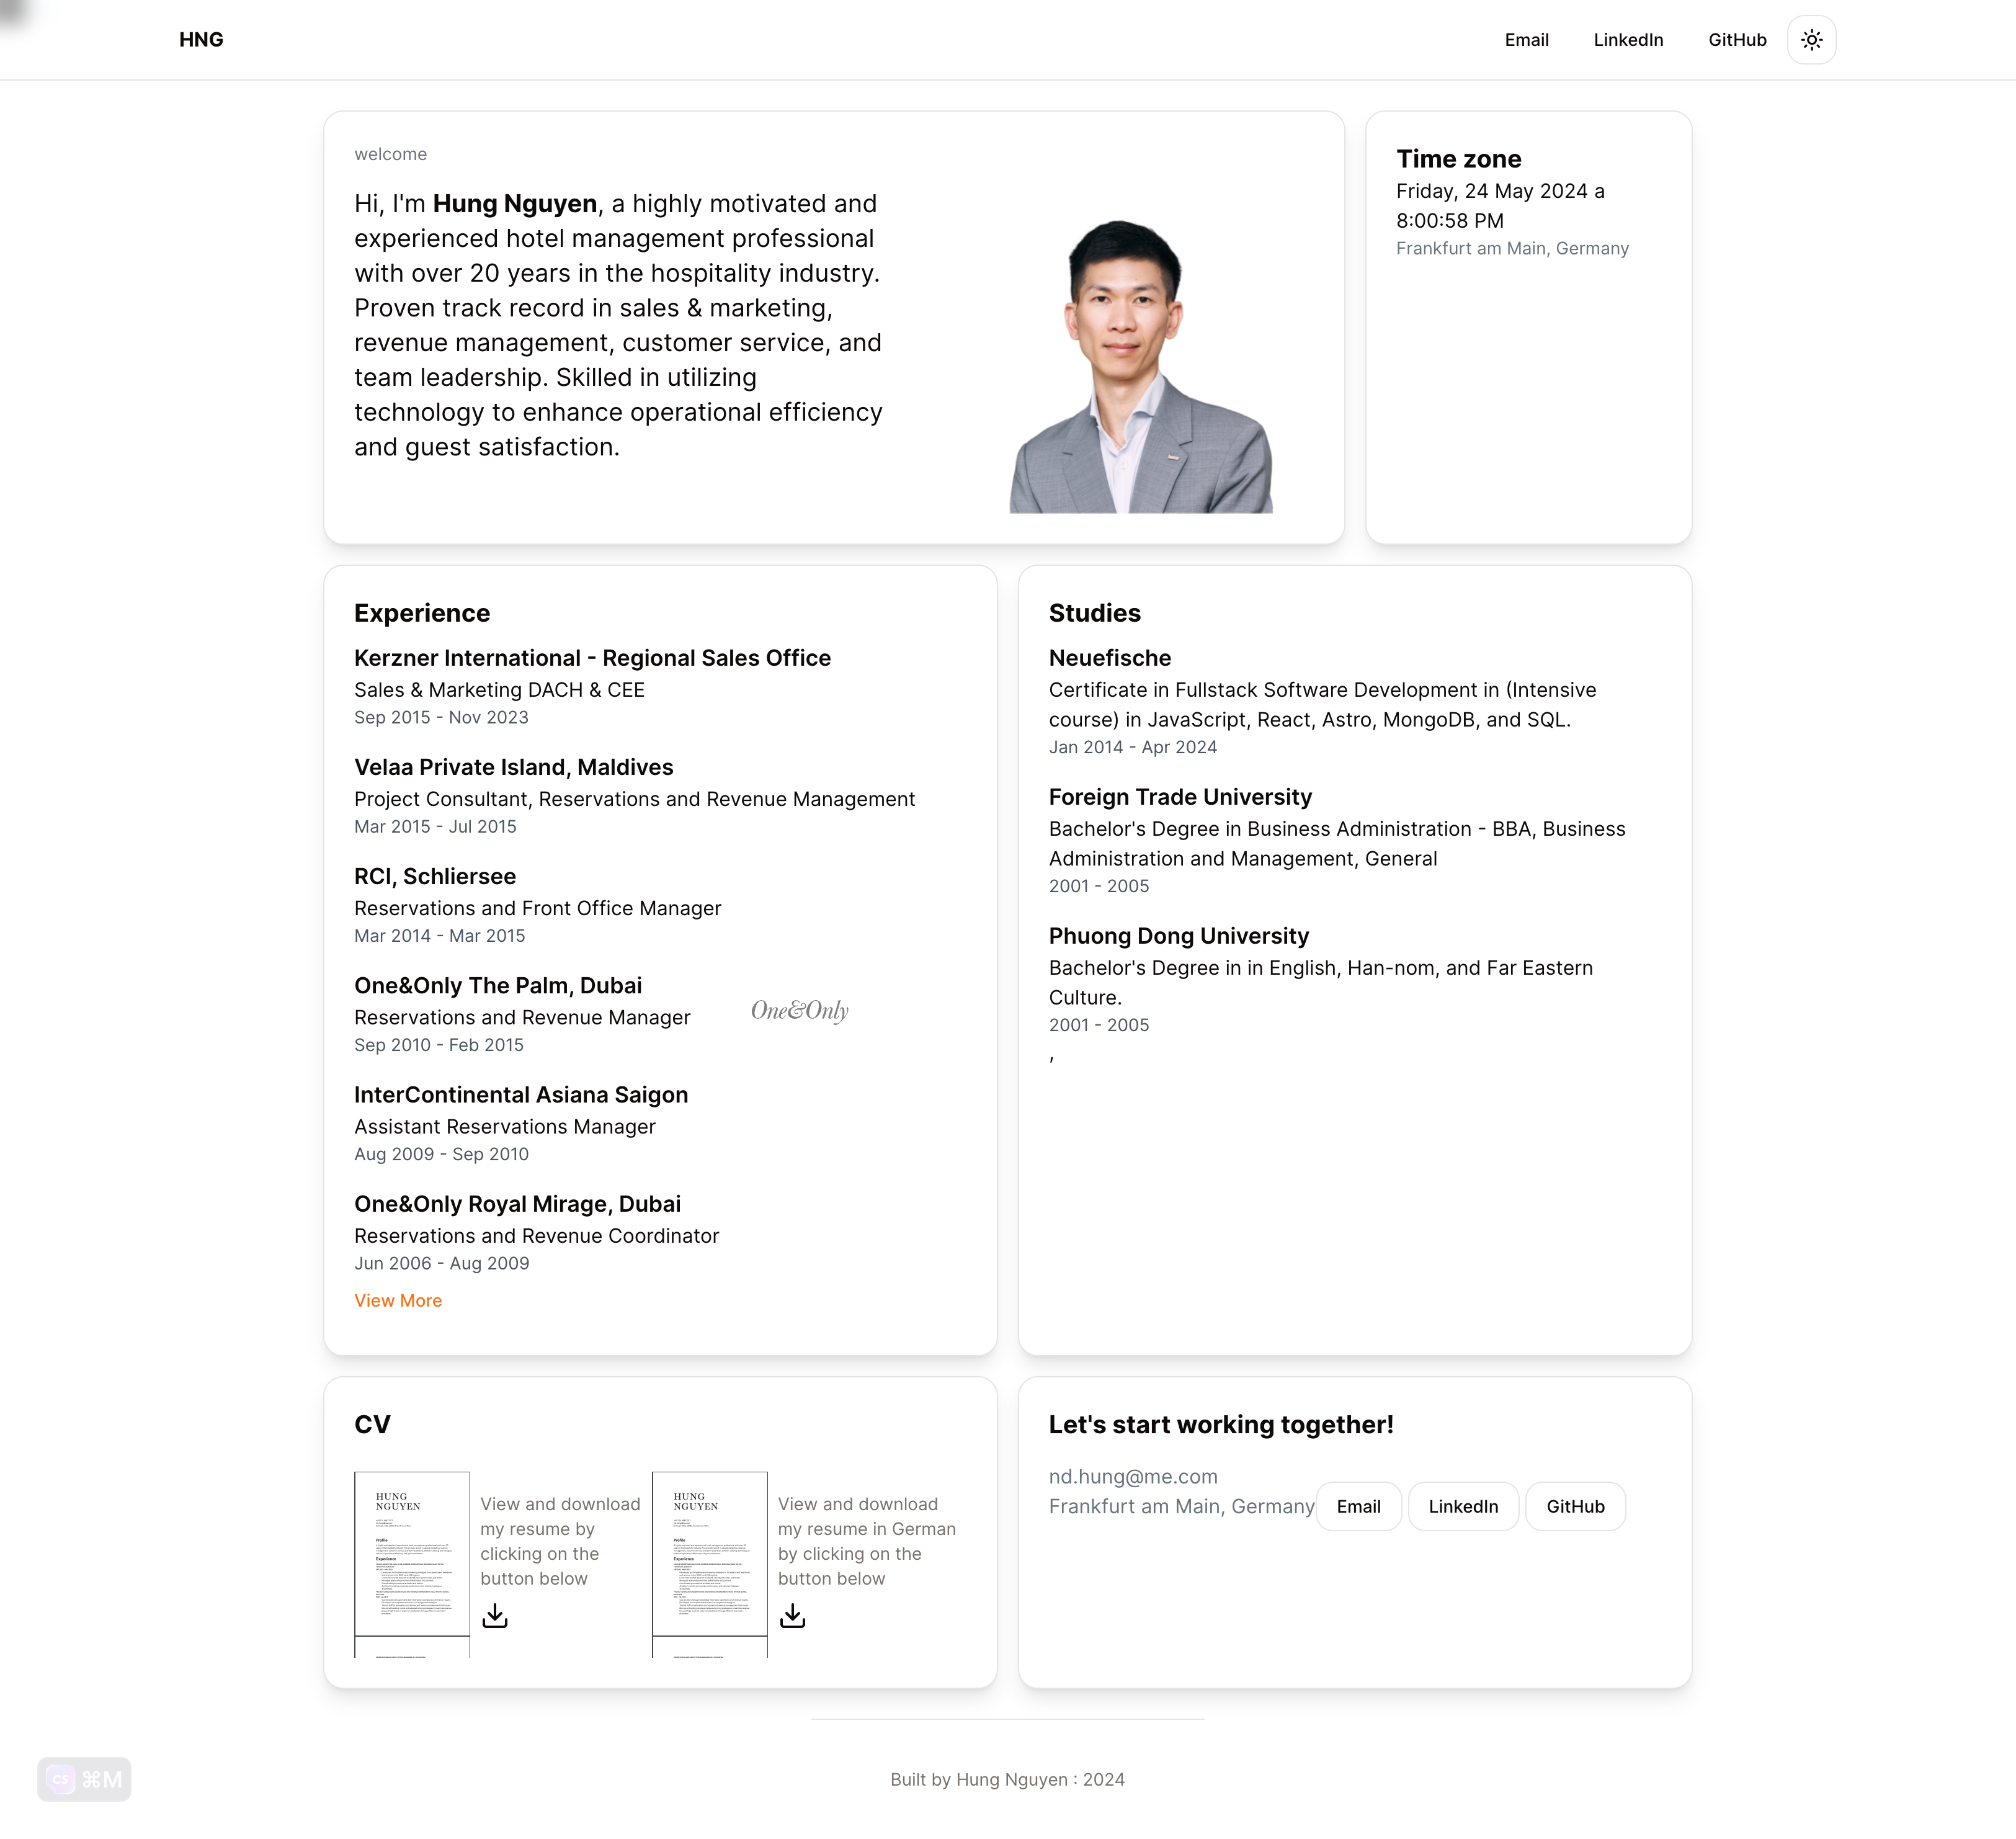 HNG
Email
LinkedIn
GitHub
welcome
Hi, I'm Hung Nguyen, a highly motivated and
experienced hotel management professional
with over 20 years in the hospitality industry.
Proven track record in sales & marketing,
revenue management, customer service, and
team leadership. Skilled in utilizing
technology to enhance operational efficiency
and guest satisfaction.
Time zone
Friday, 24 May 2024 a
8:00:58 PM
Frankfurt am Main, Germany
Experience
Kerzner International - Regional Sales Office
Sales & Marketing DACH & CEE
Sep 2015 - Nov 2023
Velaa Private Island, Maldives
Project Consultant, Reservations and Revenue Management
Mar 2015 - Jul 2015
RCI, Schliersee
Reservations and Front Office Manager
Mar 2014 - Mar 2015
One&Only The Palm, Dubai
Reservations and Revenue Manager
Sep 2010 - Feb 2015
One&Only
InterContinental Asiana Saigon
Assistant Reservations Manager
Aug 2009 - Sep 2010
One&Only Royal Mirage, Dubai
Reservations and Revenue Coordinator
Jun 2006 - Aug 2009
View More
Studies
Neuefische
Certificate in Fullstack Software Development in (Intensive
course) in JavaScript, React, Astro, MongoDB, and SQL.
Jan 2014 - Apr 2024
Foreign Trade University
Bachelor's Degree in Business Administration - BBA, Business
Administration and Management, General
2001 - 2005
Phuong Dong University
Bachelor's Degree in in English, Han-nom, and Far Eastern
Culture.
2001 - 2005
,
CV
HUNG
NGUYEN
Profile
Experience
View and download
my resume by
clicking on the
button below
HUNG
NGUYEN
Profile
Experience
View and download
my resume in German
by clicking on the
button below
Let's start working together!
nd.hung@me.com
Frankfurt am Main, Germany
Email
LinkedIn
GitHub
CS ⌘M
Built by Hung Nguyen : 2024